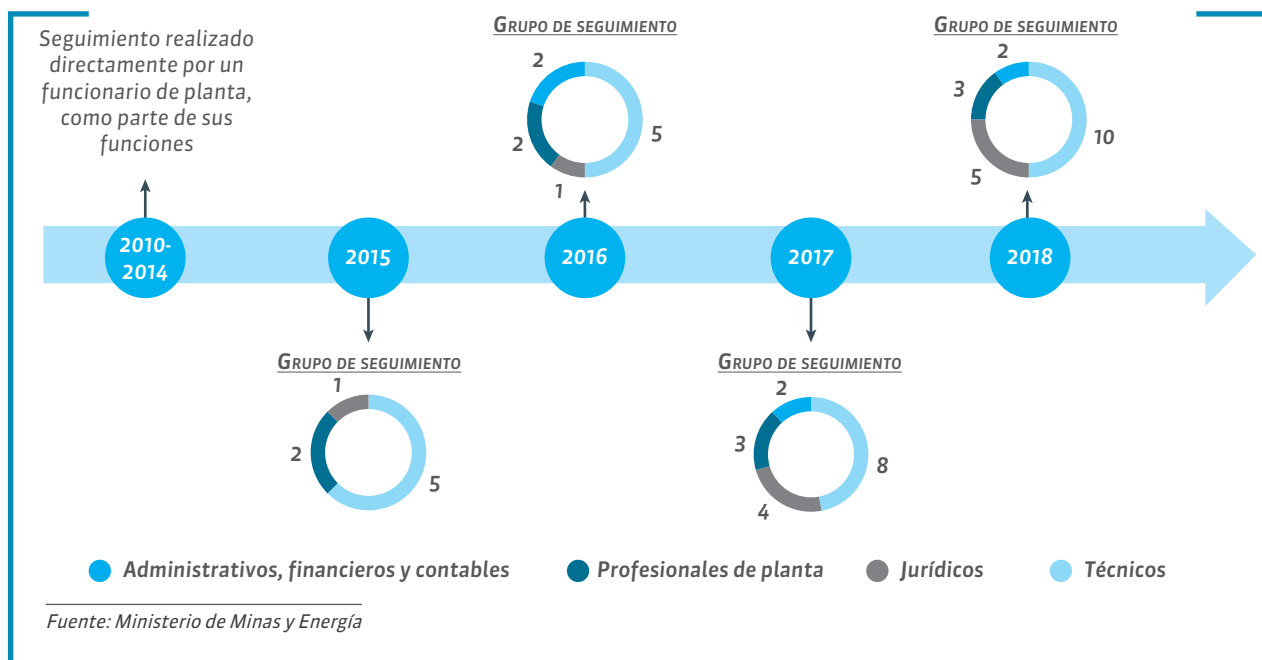 Seguimiento realizado
directamente por un
funcionario de planta,
como parte de sus
funciones
2010-
2014
2015
GRUPO DE SEGUIMIENTO
1
2
5
GRUPO DE SEGUIMIENTO
2
2
1
5
2016
2017
GRUPO DE SEGUIMIENTO
2
3
4
8
GRUPO DE SEGUIMIENTO
2
3
5
10
2018
Administrativos, financieros y contables
Profesionales de planta
Jurídicos
Técnicos
Fuente: Ministerio de Minas y Energía